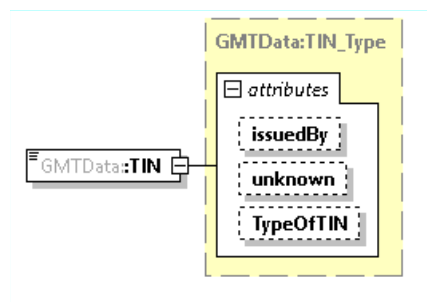 GMTData:TIN_Type
attributes
issuedBy
unknown
GMTData::TIN
TypeOfTIN